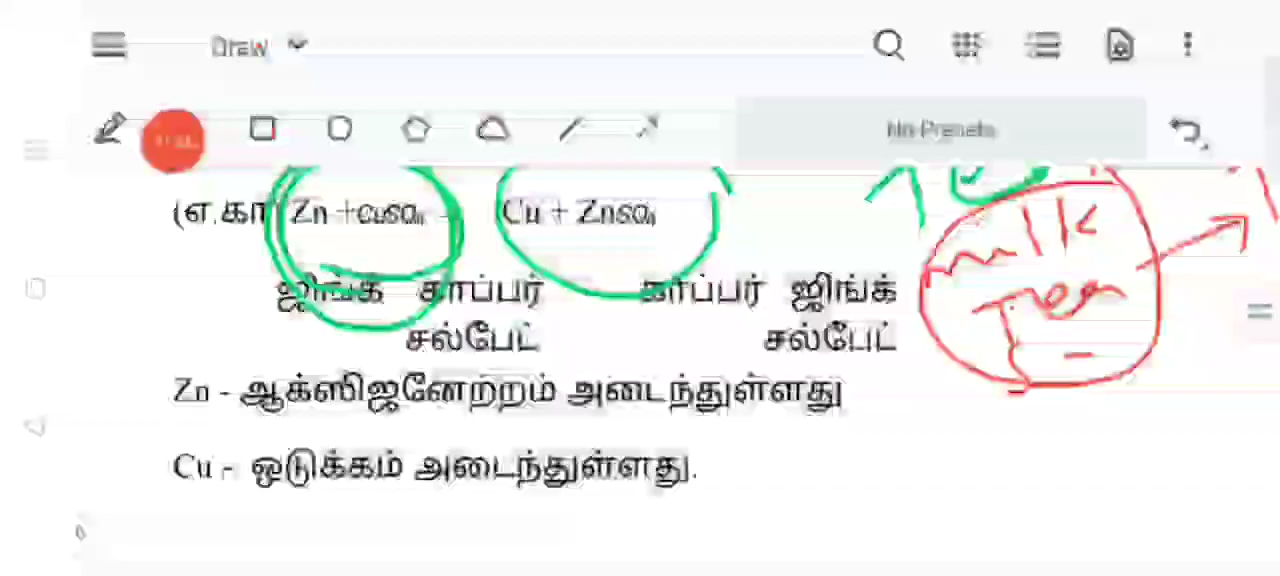 Draw
No Presets
(எ.கா) Zn + CuSO₄ → Cu + ZnSO₄
ஜிங்க் காப்பர் காப்பர் ஜிங்க்
சல்பேட் சல்பேட்
milk
Tea
Zn - ஆக்ஸிஜனேற்றம் அடைந்துள்ளது
Cu - ஒடுக்கம் அடைந்துள்ளது.